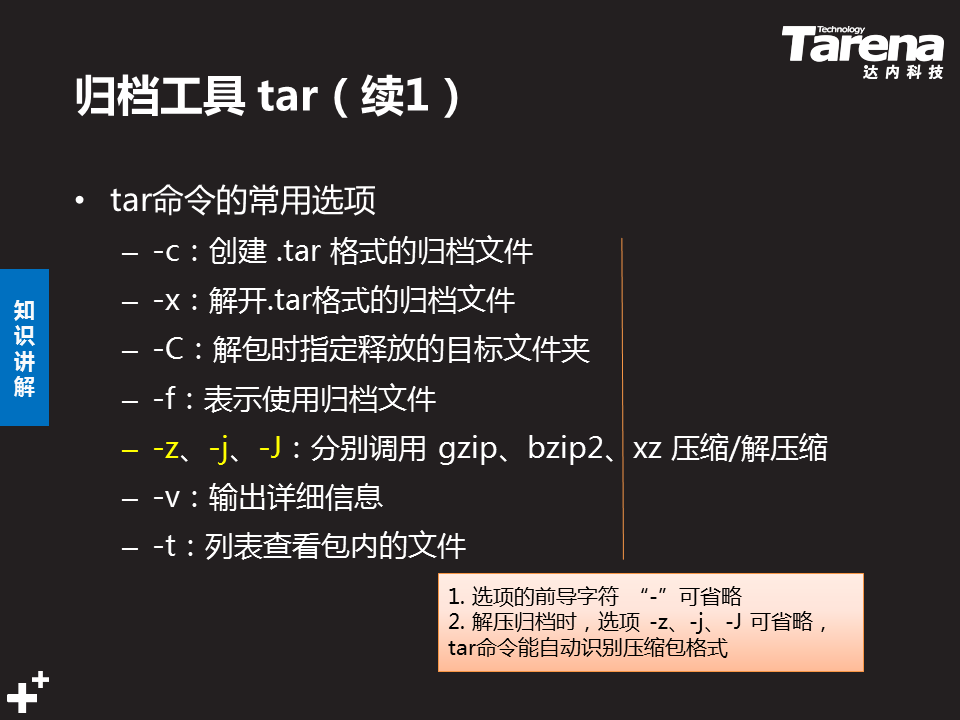 Technology
Tarena
达内科技
归档工具 tar（续1）
• tar命令的常用选项
– -c：创建 .tar 格式的归档文件
– -x：解开.tar格式的归档文件
– -C：解包时指定释放的目标文件夹
– -f：表示使用归档文件
– -z、-j、-J：分别调用 gzip、bzip2、xz 压缩/解压缩
– -v：输出详细信息
– -t：列表查看包内的文件
知识讲解
1. 选项的前导字符 “-”可省略
2. 解压归档时，选项 -z、-j、-J 可省略，
tar命令能自动识别压缩包格式